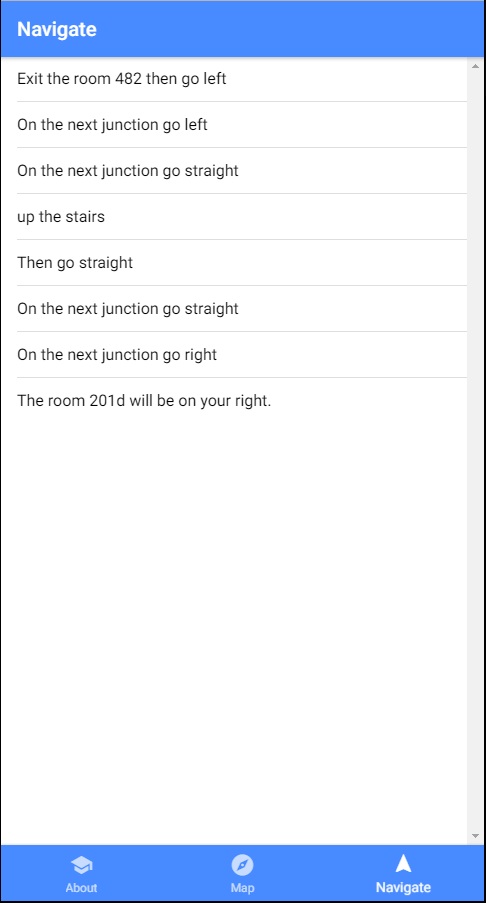 Navigate
Exit the room 482 then go left
On the next junction go left
On the next junction go straight
up the stairs
Then go straight
On the next junction go straight
On the next junction go right
The room 201d will be on your right.
About
Map
Navigate